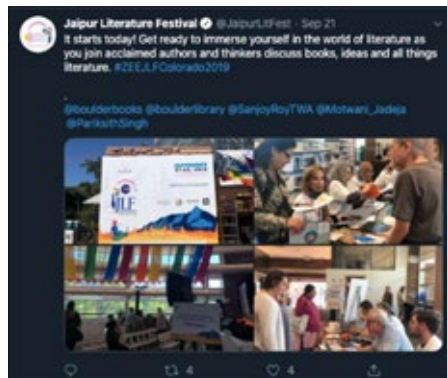 Jaipur Literature Festival @JaipurLitFest · Sep 21
It starts today! Get ready to immerse yourself in the world of literature as
you join acclaimed authors and thinkers discuss books, ideas and all things
literature. #ZEEJLFColorado2019
.
@boulderbooks @boulderlibrary @SanjoyRoyTWA @Motwani_Jadeja
@PariksithSingh
JLF
4
4